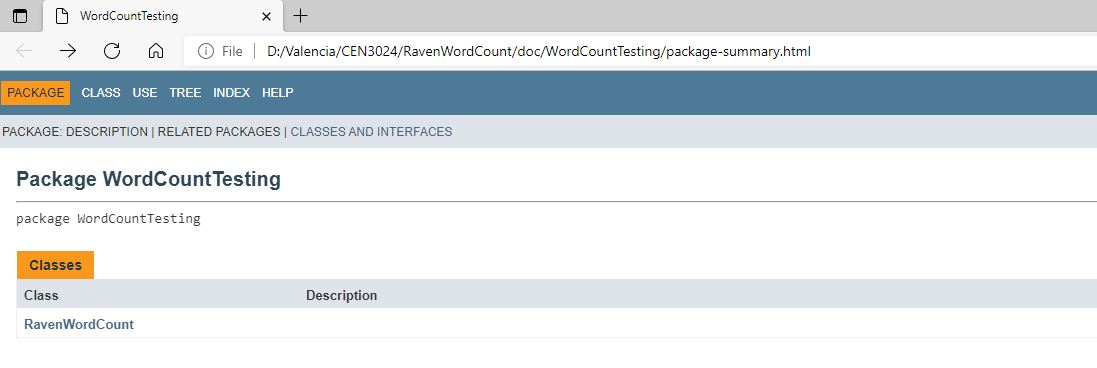 WordCountTesting
File | D:/Valencia/CEN3024/RavenWordCount/doc/WordCountTesting/package-summary.html
PACKAGE CLASS USE TREE INDEX HELP
PACKAGE: DESCRIPTION | RELATED PACKAGES | CLASSES AND INTERFACES
Package WordCountTesting
package WordCountTesting
Classes
Class Description
RavenWordCount